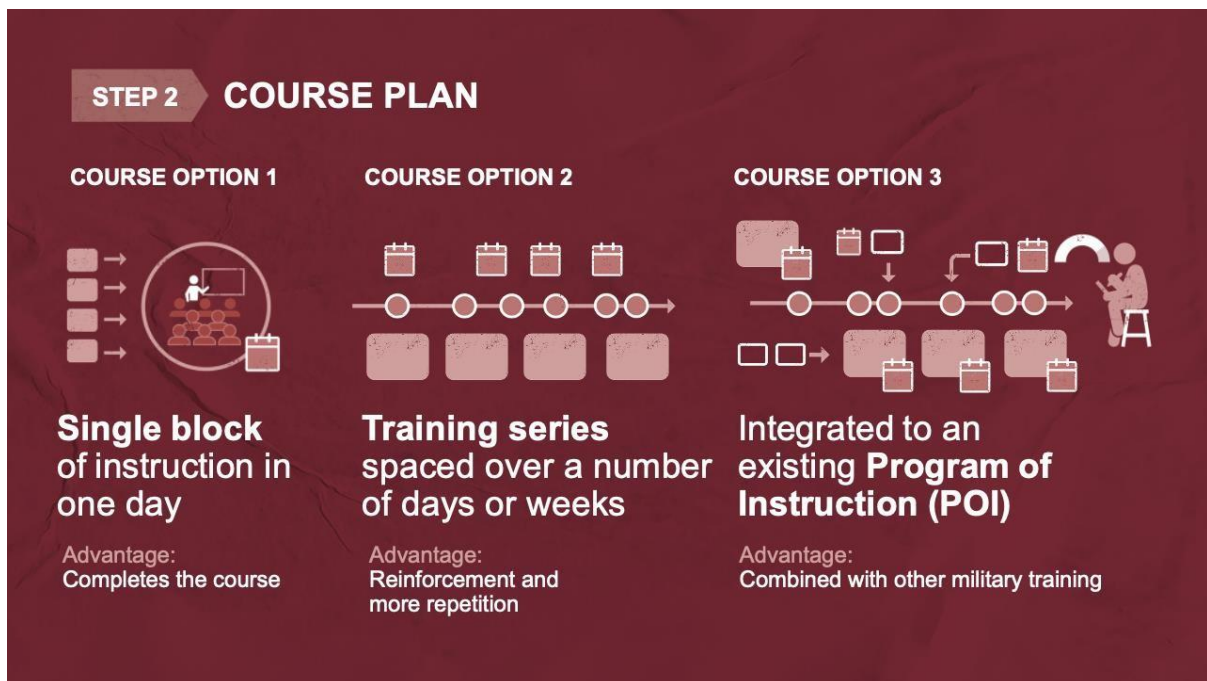 STEP 2
COURSE PLAN
COURSE OPTION 1
Single block
of instruction in
one day
Advantage:
Completes the course
COURSE OPTION 2
Training series
spaced over a number
of days or weeks
Advantage:
Reinforcement and
more repetition
COURSE OPTION 3
Integrated to an
existing Program of
Instruction (POI)
Advantage:
Combined with other military training